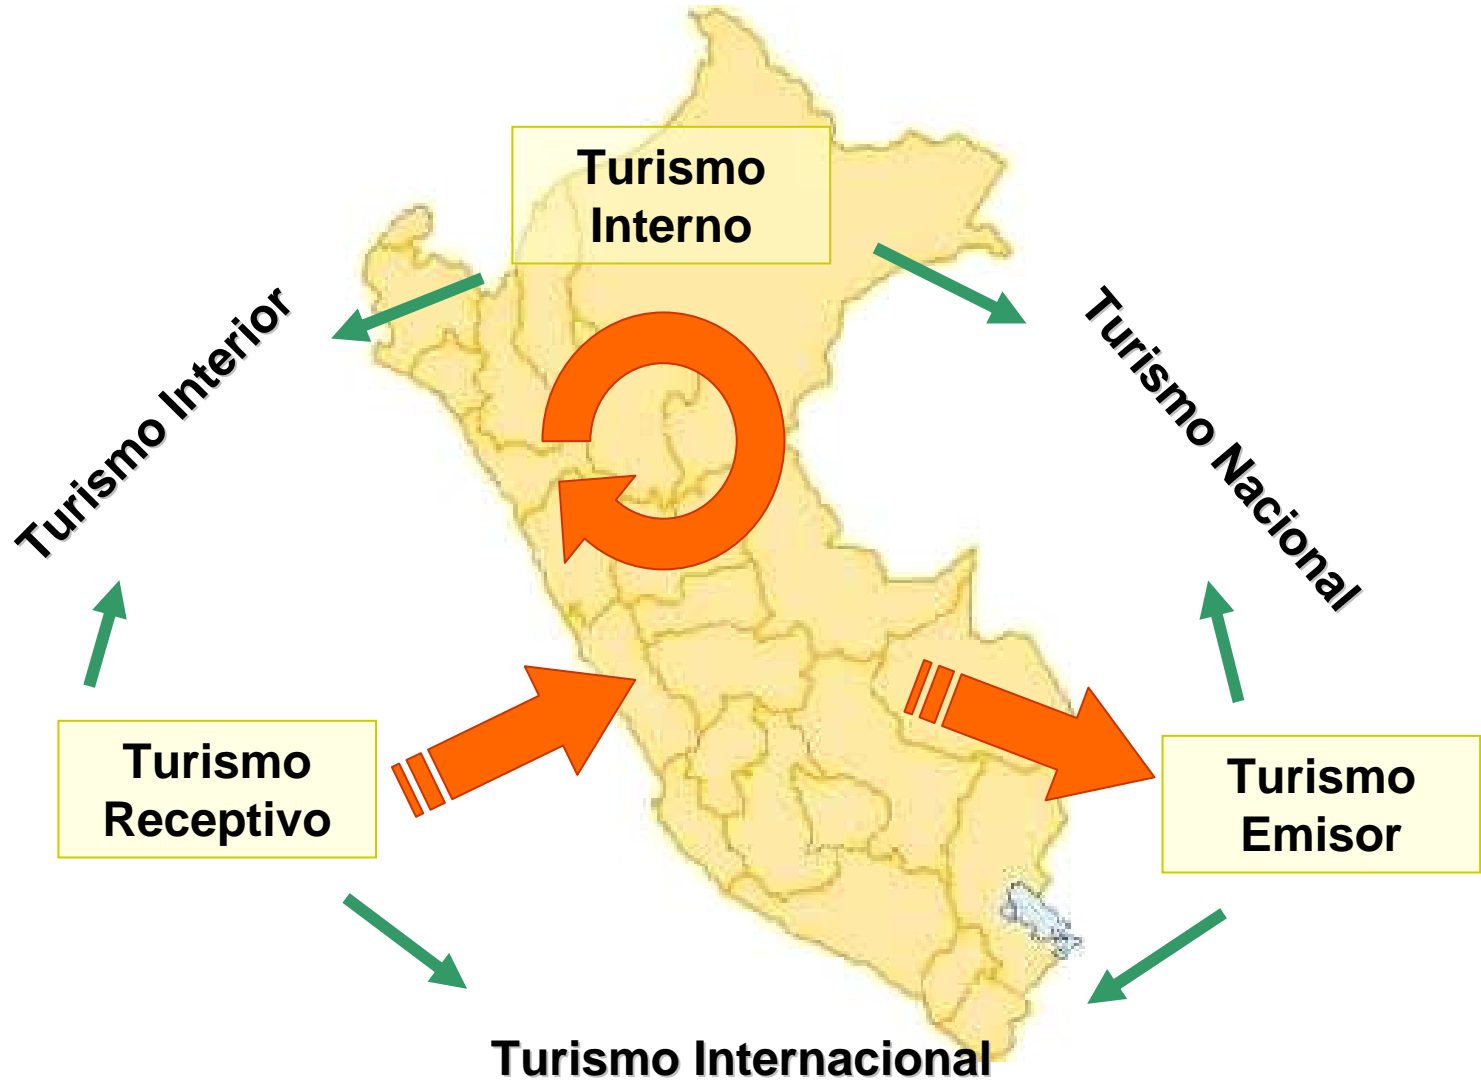 Turismo
Interno
Turismo Interior
Turismo Nacional
Turismo
Receptivo
Turismo
Emisor
Turismo Internacional